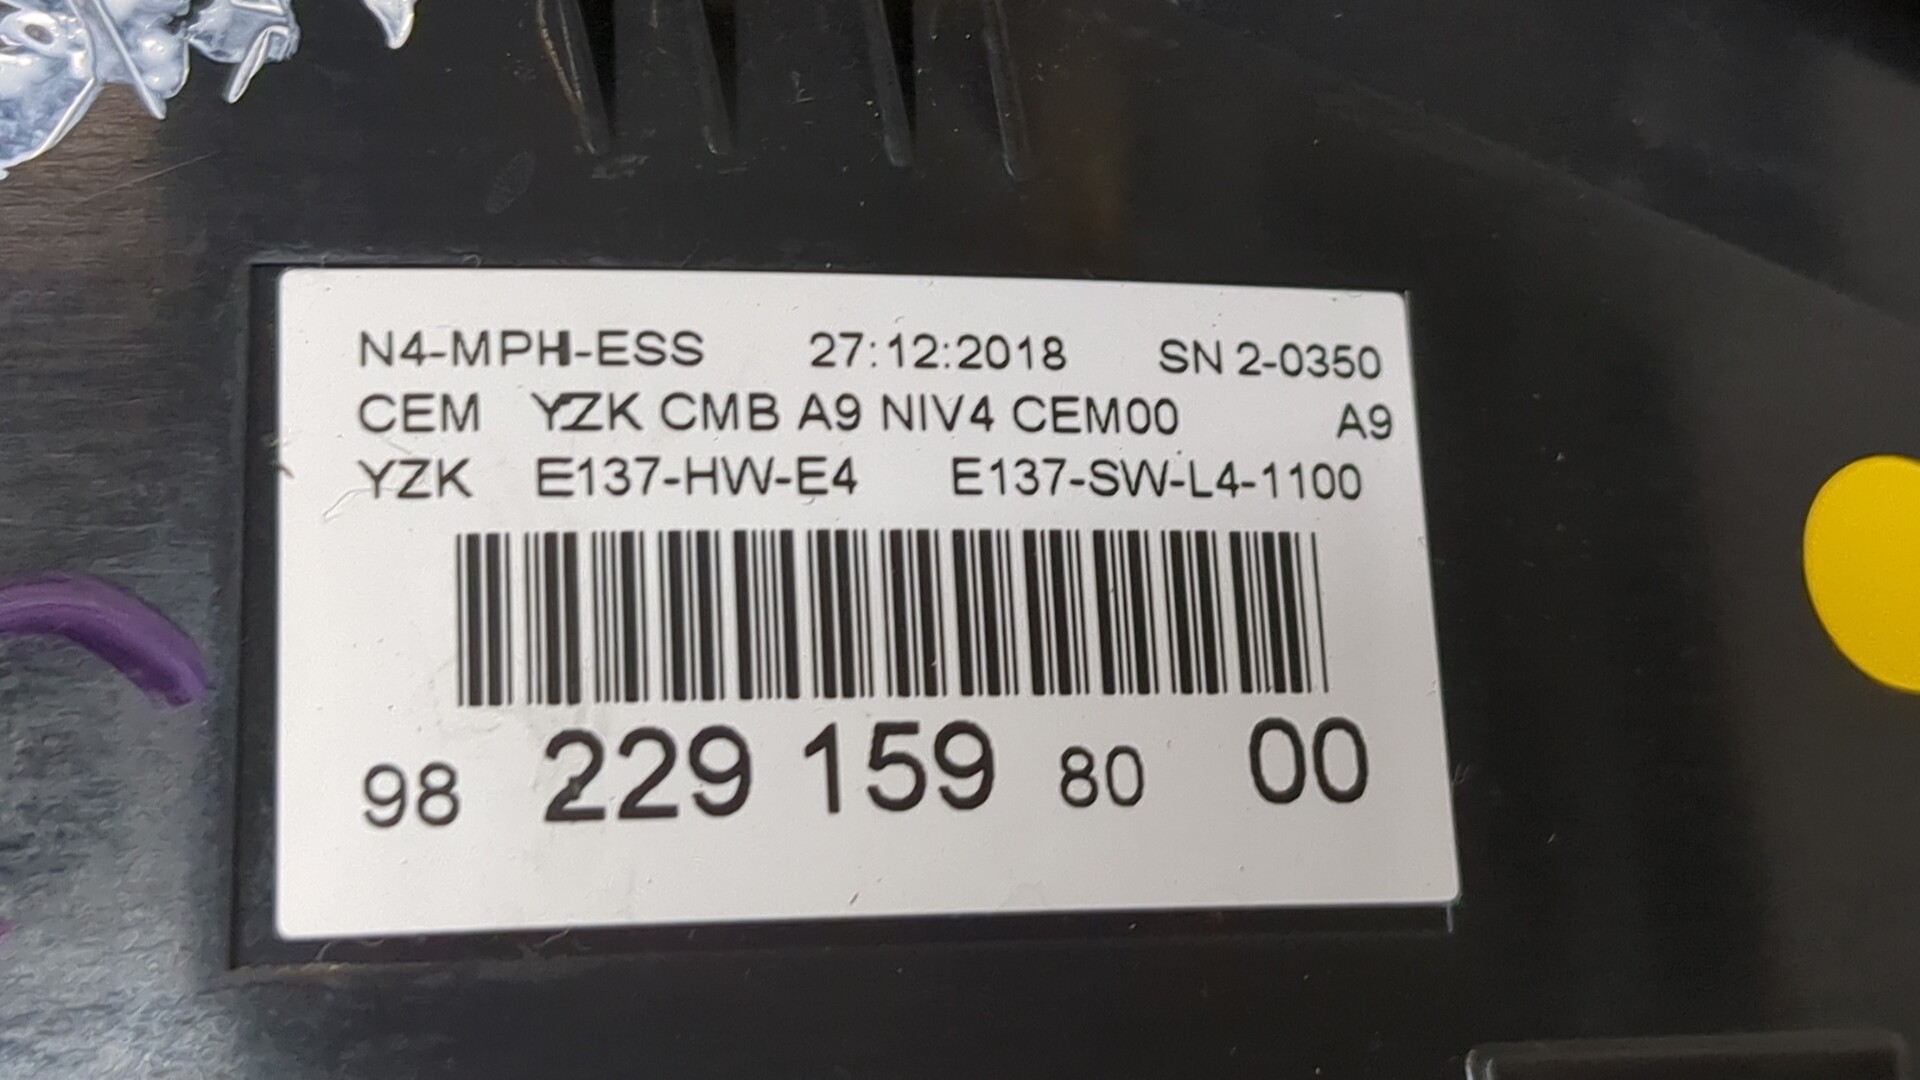 N4-MPH-ESS 27:12:2018 SN 2-0350
CEM YZK CMB A9 NIV4 CEM00 A9
YZK E137-HW-E4 E137-SW-L4-1100
98 229 159 80 00